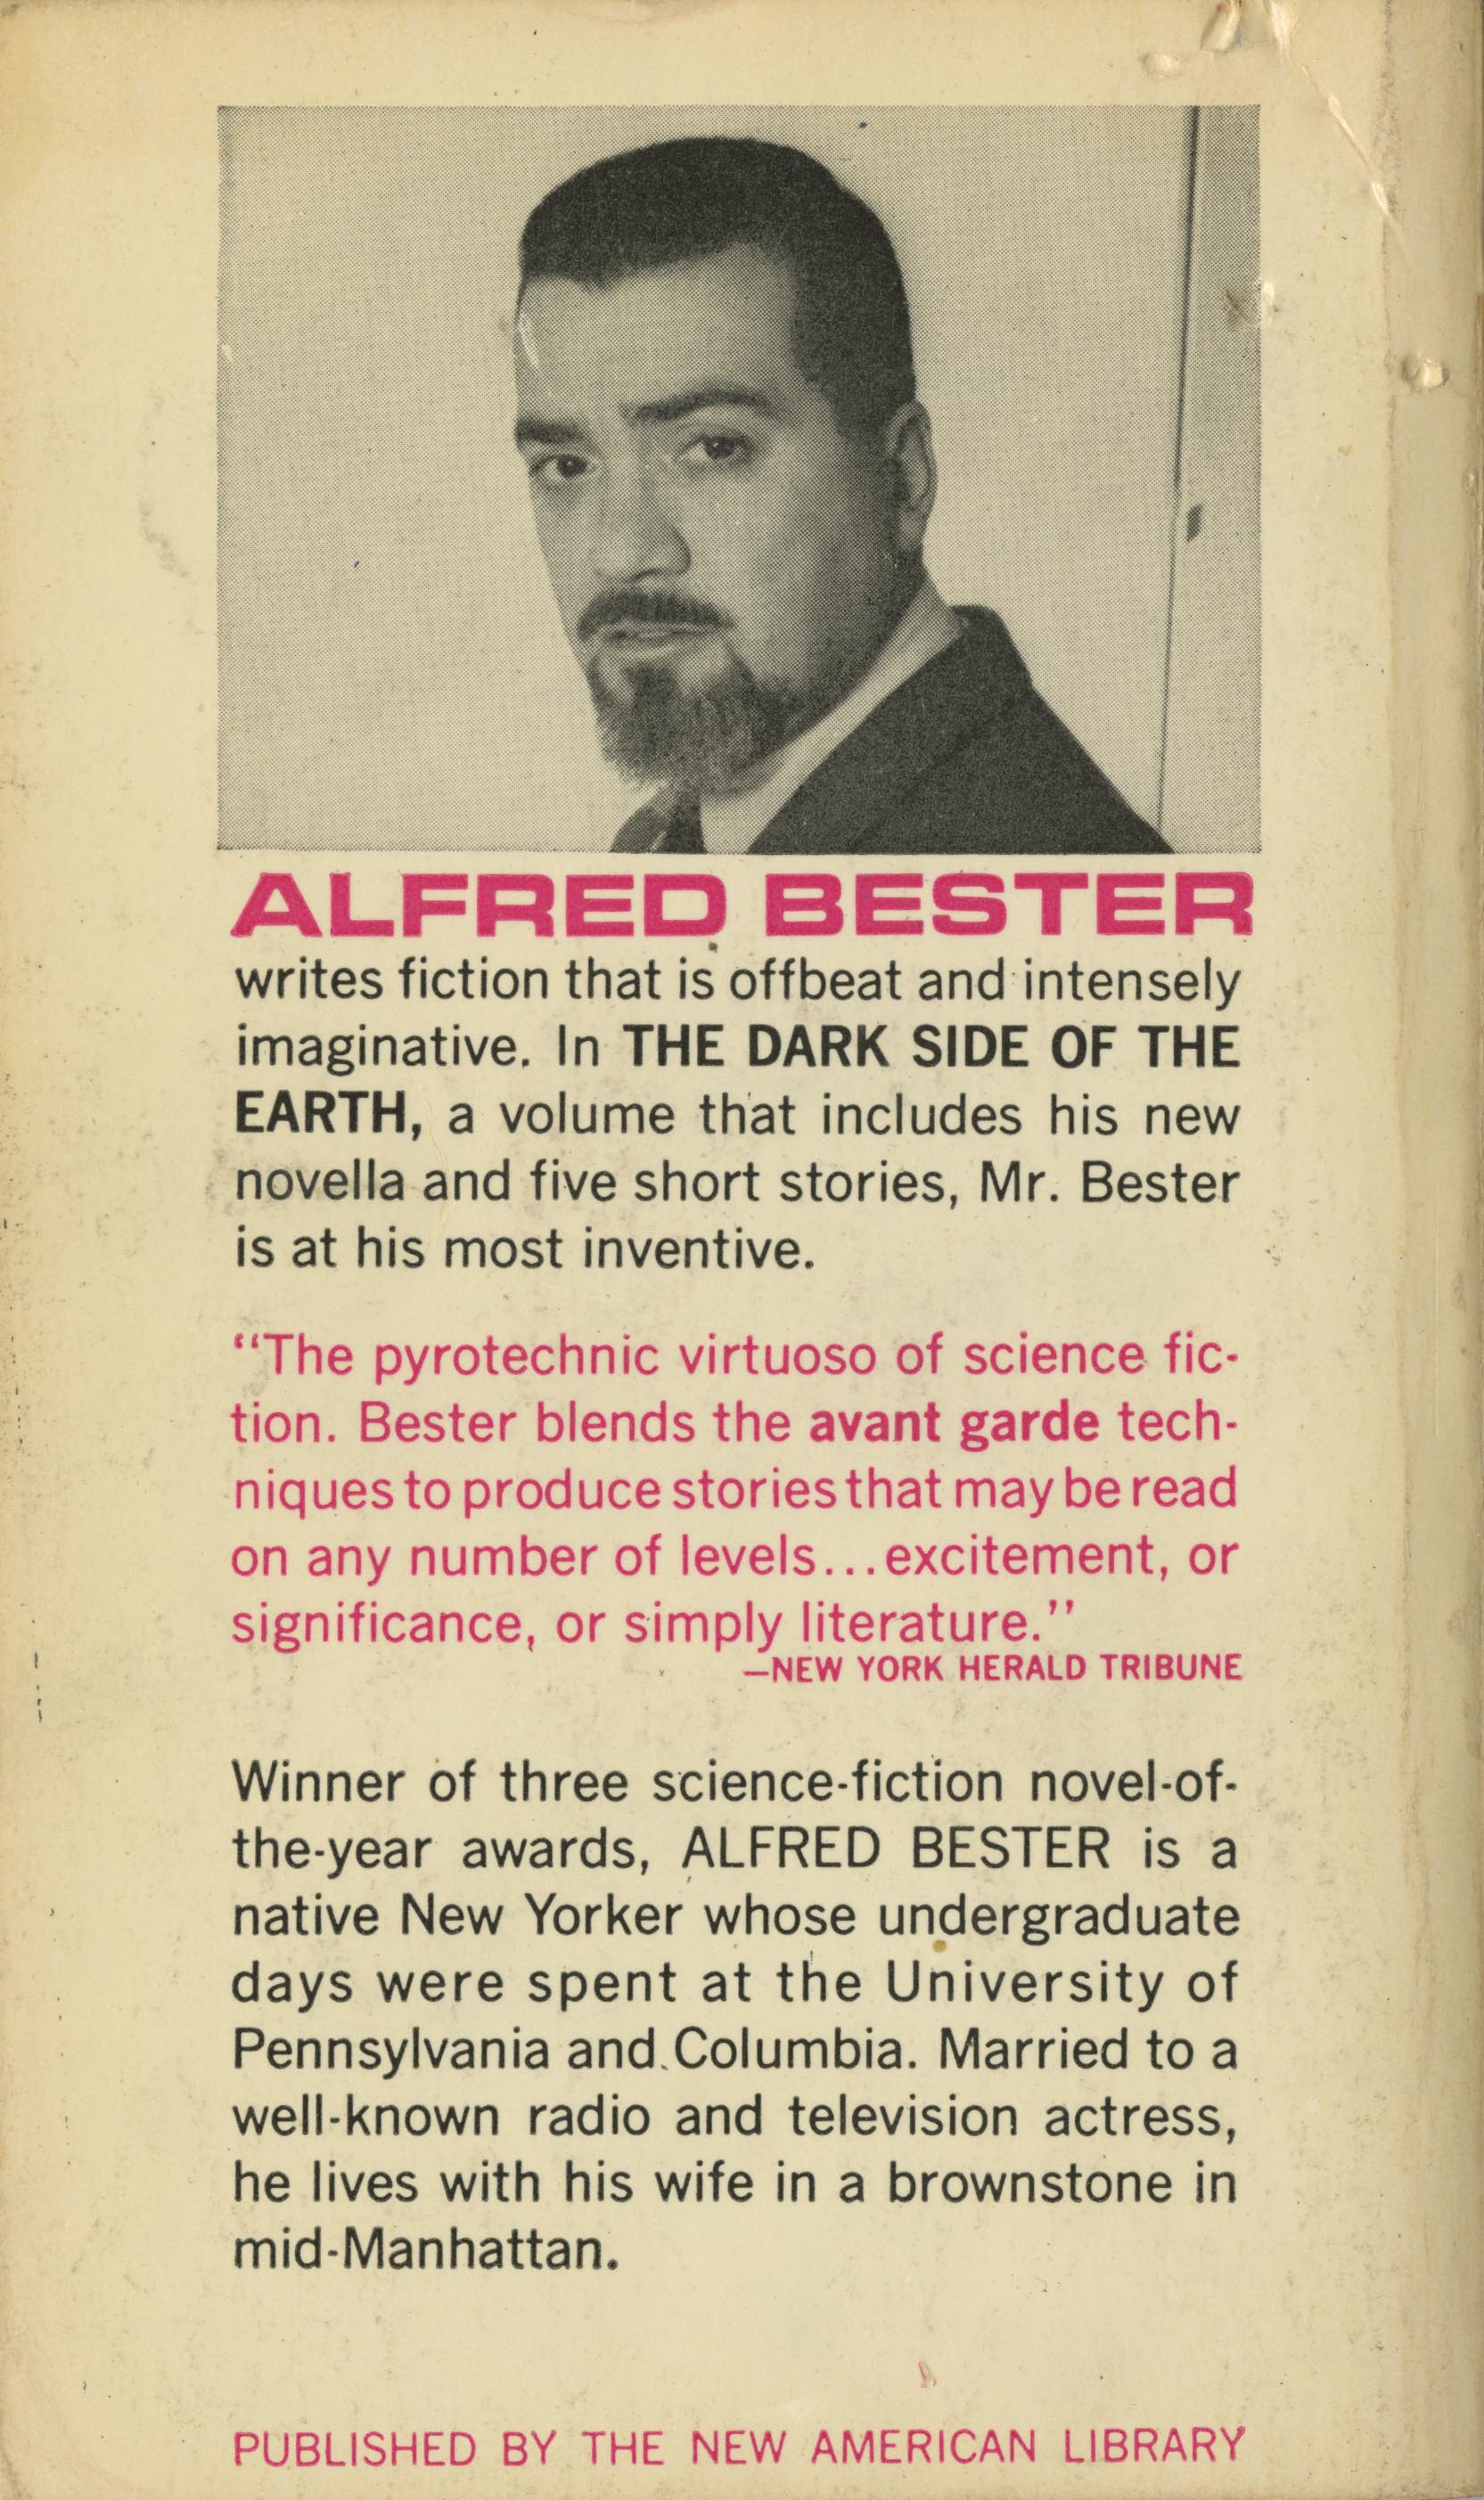 ALFRED BESTER
writes fiction that is offbeat and intensely
imaginative. In THE DARK SIDE OF THE
EARTH, a volume that includes his new
novella and five short stories, Mr. Bester
is at his most inventive.
“The pyrotechnic virtuoso of science fic-
tion. Bester blends the avant garde tech-
niques to produce stories that may be read
on any number of levels...excitement, or
significance, or simply literature.”
—NEW YORK HERALD TRIBUNE
Winner of three science-fiction novel-of-
the-year awards, ALFRED BESTER is a
native New Yorker whose undergraduate
days were spent at the University of
Pennsylvania and Columbia. Married to a
well-known radio and television actress,
he lives with his wife in a brownstone in
mid-Manhattan.
PUBLISHED BY THE NEW AMERICAN LIBRARY